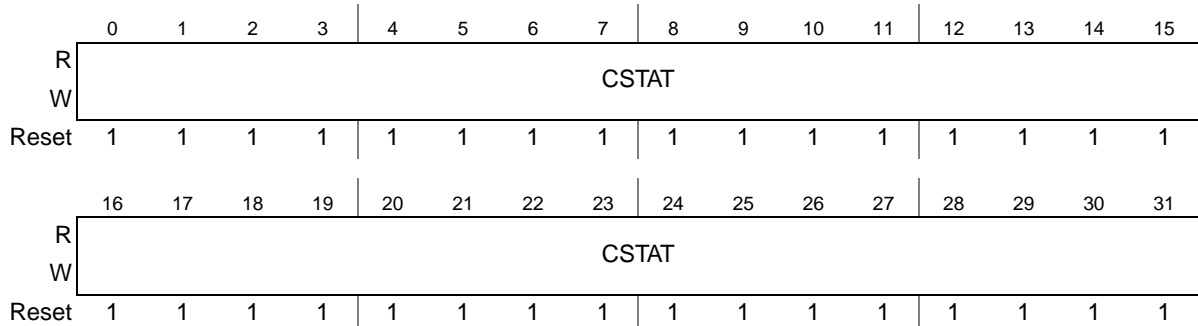 0 1 2 3 4 5 6 7 8 9 10 11 12 13 14 15
R
CSTAT
W
Reset 1 1 1 1 1 1 1 1 1 1 1 1 1 1 1 1
16 17 18 19 20 21 22 23 24 25 26 27 28 29 30 31
R
CSTAT
W
Reset 1 1 1 1 1 1 1 1 1 1 1 1 1 1 1 1